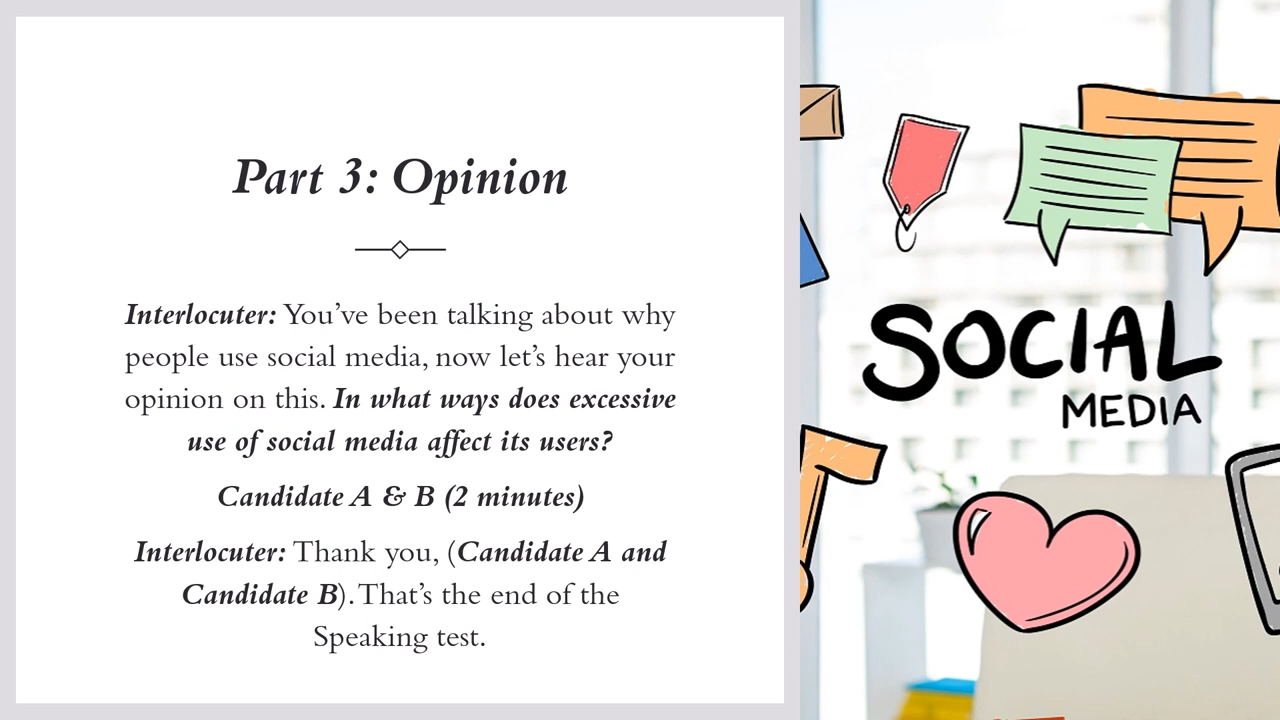 Part 3: Opinion
Interlocuter: You’ve been talking about why
people use social media, now let’s hear your
opinion on this. In what ways does excessive
use of social media affect its users?
Candidate A & B (2 minutes)
Interlocuter: Thank you, (Candidate A and
Candidate B). That’s the end of the
Speaking test.
SOCIAL
MEDIA